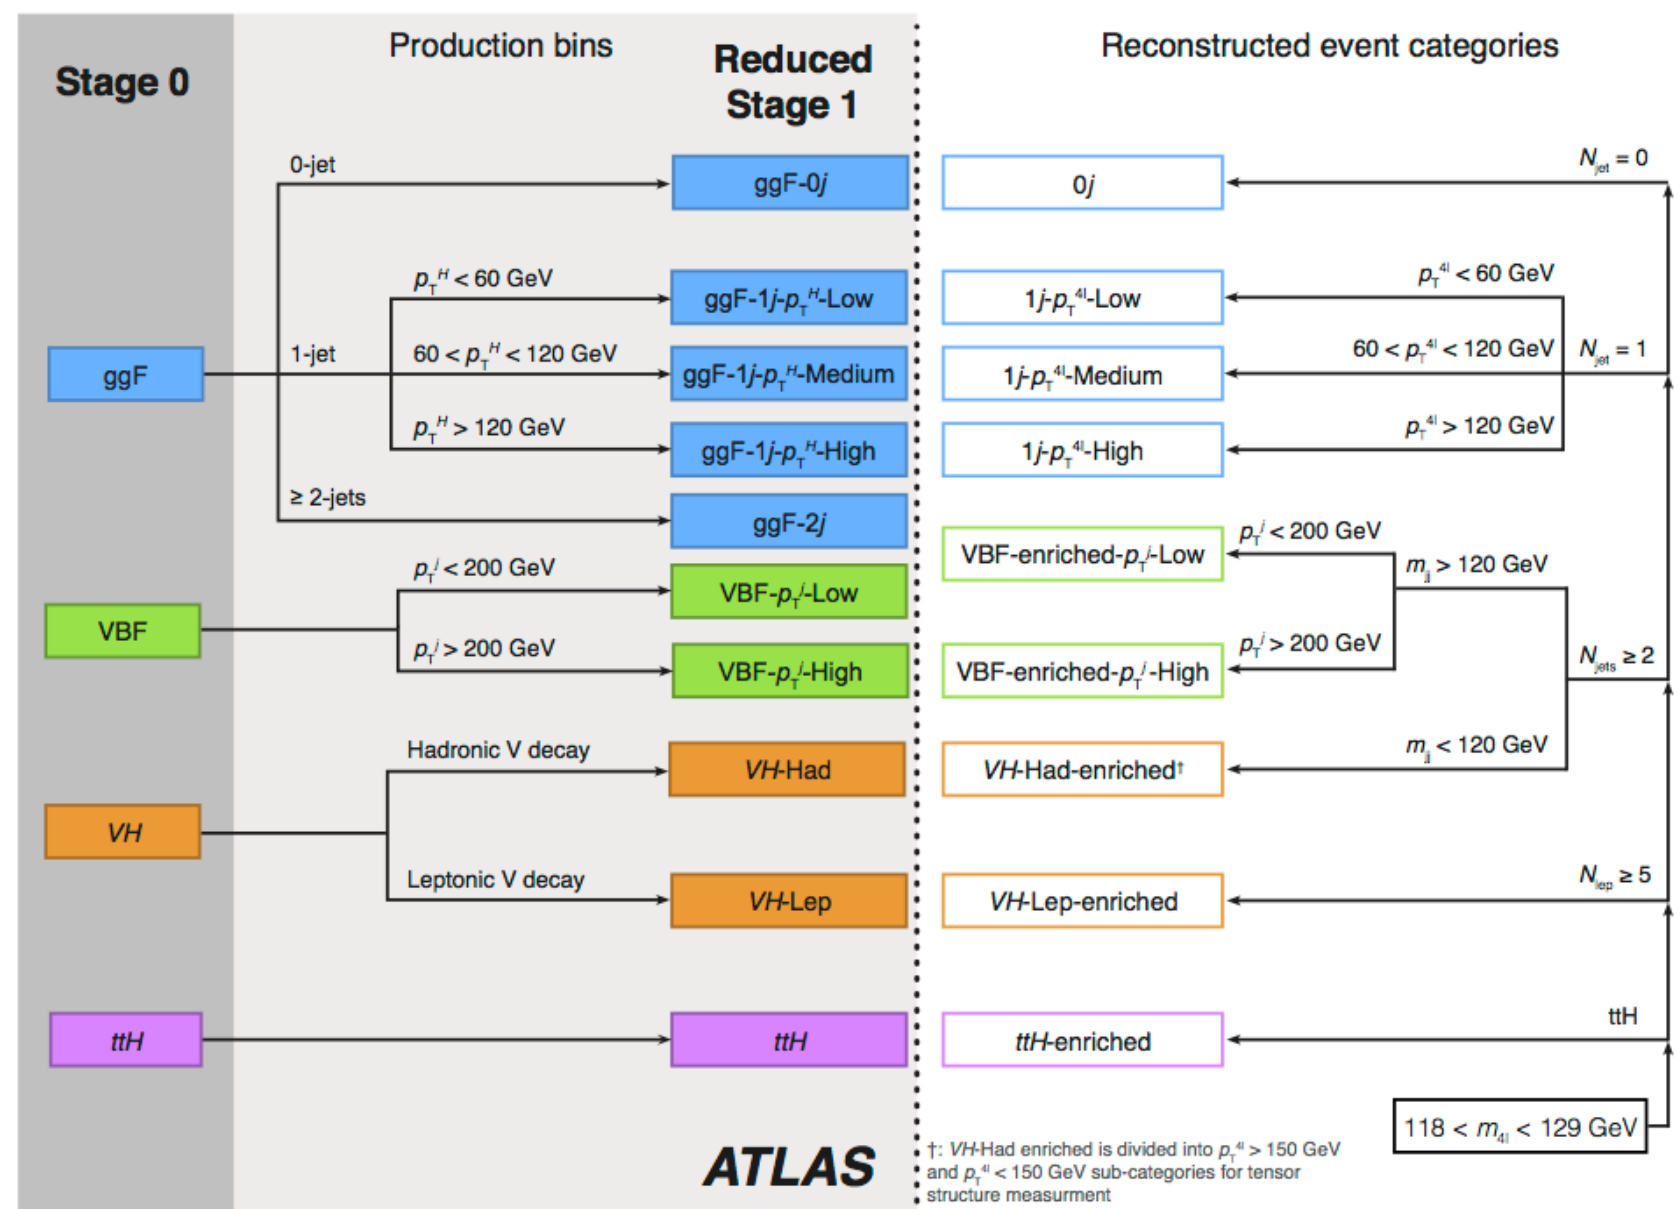 Production bins
Reconstructed event categories
Stage 0
Reduced
Stage 1
0-jet
ggF-0j
0j
N_jet = 0
p_T^H < 60 GeV
ggF-1j-p_T^H-Low
1j-p_T^4l-Low
p_T^4l < 60 GeV
ggF
1-jet
60 < p_T^H < 120 GeV
ggF-1j-p_T^H-Medium
1j-p_T^4l-Medium
60 < p_T^4l < 120 GeV
N_jet = 1
p_T^H > 120 GeV
ggF-1j-p_T^H-High
1j-p_T^4l-High
p_T^4l > 120 GeV
≥ 2-jets
ggF-2j
VBF-enriched-p_T^j-Low
p_T^j < 200 GeV
m_jj > 120 GeV
VBF
p_T^j < 200 GeV
VBF-p_T^j-Low
p_T^j > 200 GeV
VBF-p_T^j-High
VBF-enriched-p_T^j-High
p_T^j > 200 GeV
N_jets ≥ 2
VH
Hadronic V decay
VH-Had
VH-Had-enriched†
m_jj < 120 GeV
Leptonic V decay
VH-Lep
VH-Lep-enriched
N_lep ≥ 5
ttH
ttH
ttH-enriched
ttH
118 < m_4l < 129 GeV
ATLAS
†: VH-Had enriched is divided into p_T^4l > 150 GeV
and p_T^4l < 150 GeV sub-categories for tensor
structure measurment